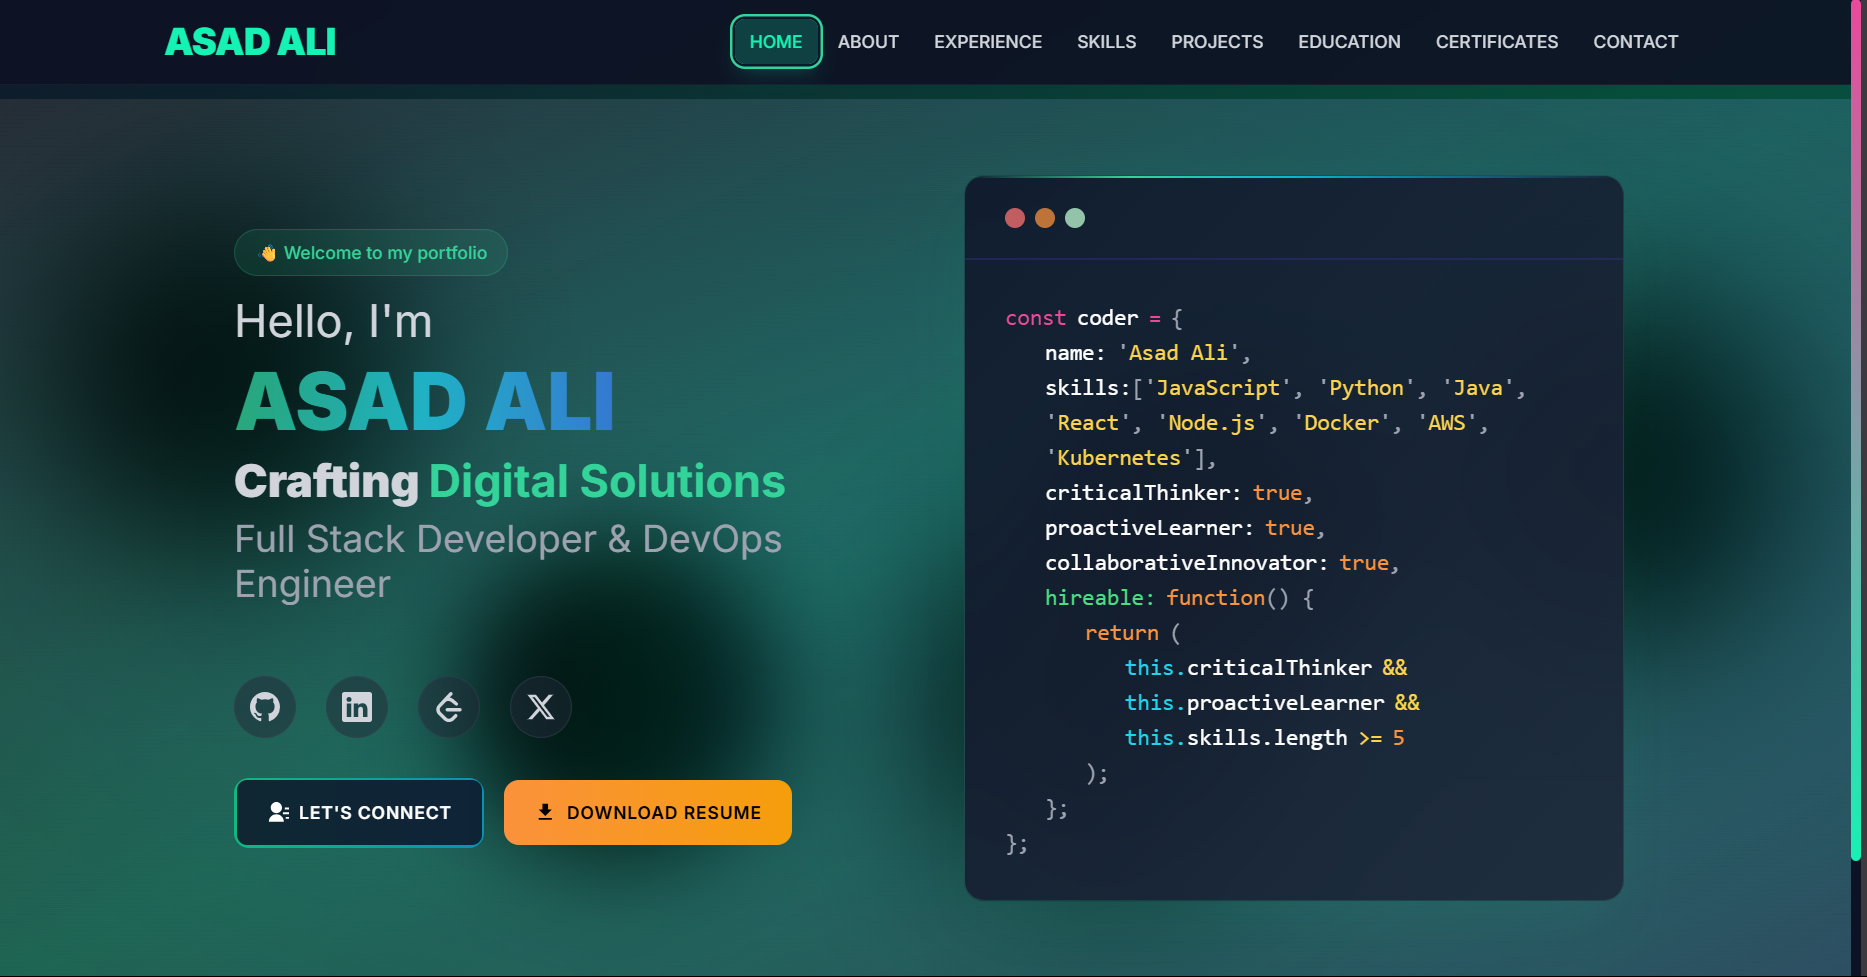 ASAD ALI
HOME ABOUT EXPERIENCE SKILLS PROJECTS EDUCATION CERTIFICATES CONTACT
👋 Welcome to my portfolio
Hello, I'm
ASAD ALI
Crafting Digital Solutions
Full Stack Developer & DevOps
Engineer
in
LET'S CONNECT
DOWNLOAD RESUME
const coder = {
name: 'Asad Ali',
skills:['JavaScript', 'Python', 'Java',
'React', 'Node.js', 'Docker', 'AWS',
'Kubernetes'],
criticalThinker: true,
proactiveLearner: true,
collaborativeInnovator: true,
hireable: function() {
return (
this.criticalThinker &&
this.proactiveLearner &&
this.skills.length >= 5
);
};
};